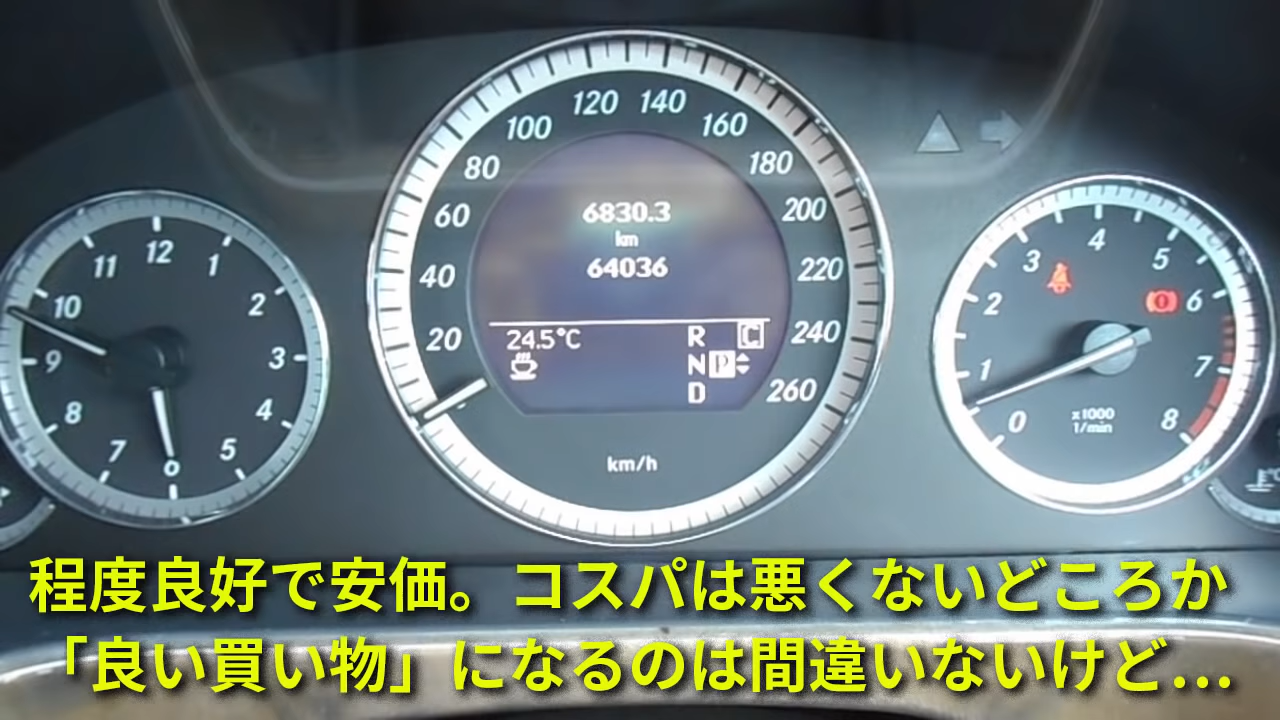 120 140
100 160
80 180
60 200
40 220
20 240
260
6830.3
km
64036
24.5°C R C
N P
D
km/h
12
11 1
10 2
9 3
8 4
7 5
6
4
3 5
2 6
1 7
0 8
x1000
1/min
程度良好で安価。コスパは悪くないどころか
「良い買い物」になるのは間違いないけど…